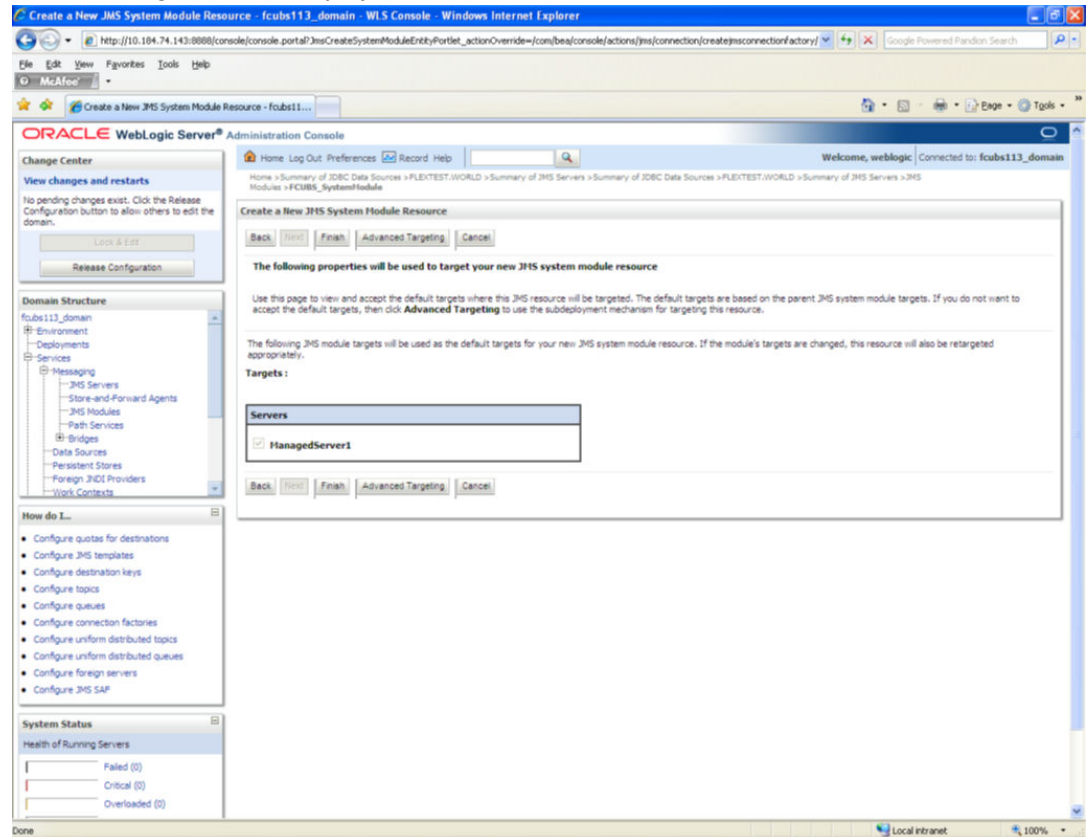 Create a New JMS System Module Resource - fcubs113_domain - WLS Console - Windows Internet Explorer
http://10.184.74.143:8888/console/console.portal?JmsCreateSystemModuleEntityPortlet_actionOverride=/com/bea/console/actions/jms/connection/createjmsconnectionfactory/
Google Powered Pandion Search
File Edit View Favorites Tools Help
McAfee
Create a New JMS System Module Resource - fcubs11...
Page Tools
ORACLE WebLogic Server® Administration Console
Change Center
View changes and restarts
No pending changes exist. Click the Release
Configuration button to allow others to edit the
domain.
Lock & Edit
Release Configuration
Domain Structure
fcubs113_domain
Environment
Deployments
Services
Messaging
JMS Servers
Store-and-Forward Agents
JMS Modules
Path Services
Bridges
Data Sources
Persistent Stores
Foreign JNDI Providers
Work Contexts
How do I...
Configure quotas for destinations
Configure JMS templates
Configure destination keys
Configure topics
Configure queues
Configure connection factories
Configure uniform distributed topics
Configure uniform distributed queues
Configure foreign servers
Configure JMS SAF
System Status
Health of Running Servers
Failed (0)
Critical (0)
Overloaded (0)
Home Log Out Preferences Record Help
Welcome, weblogic Connected to: fcubs113_domain
Home >Summary of JDBC Data Sources >FLEXTEST.WORLD >Summary of JMS Servers >Summary of JDBC Data Sources >FLEXTEST.WORLD >Summary of JMS Servers >JMS
Modules >FCUBS_SystemModule
Create a New JMS System Module Resource
Back Next Finish Advanced Targeting Cancel
The following properties will be used to target your new JMS system module resource
Use this page to view and accept the default targets where this JMS resource will be targeted. The default targets are based on the parent JMS system module targets. If you do not want to
accept the default targets, then click Advanced Targeting to use the subdeployment mechanism for targeting this resource.
The following JMS module targets will be used as the default targets for your new JMS system module resource. If the module's targets are changed, this resource will also be retargeted
appropriately.
Targets :
Servers
ManagedServer1
Back Next Finish Advanced Targeting Cancel
Done
Local intranet
100%